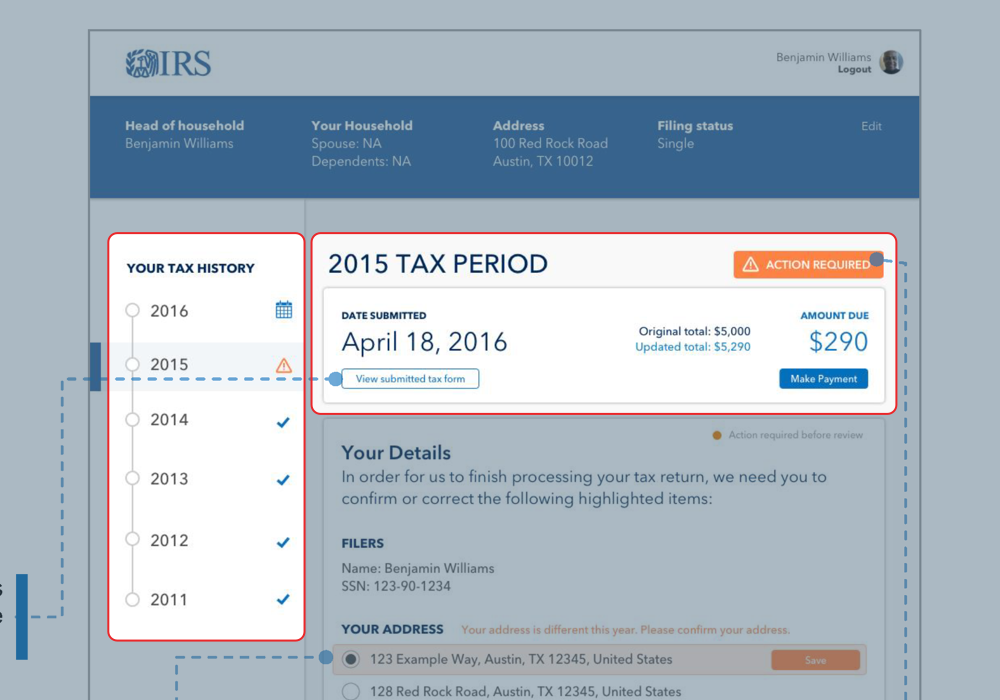 IRS
Benjamin Williams
Logout
Head of household
Benjamin Williams
Your Household
Spouse: NA
Dependents: NA
Address
100 Red Rock Road
Austin, TX 10012
Filing status
Single
Edit
YOUR TAX HISTORY
2016
2015
2014
2013
2012
2011
2015 TAX PERIOD
ACTION REQUIRED
DATE SUBMITTED
April 18, 2016
View submitted tax form
Original total: $5,000
Updated total: $5,290
AMOUNT DUE
$290
Make Payment
Action required before review
Your Details
In order for us to finish processing your tax return, we need you to
confirm or correct the following highlighted items:
FILERS
Name: Benjamin Williams
SSN: 123-90-1234
YOUR ADDRESS Your address is different this year. Please confirm your address.
123 Example Way, Austin, TX 12345, United States
Save
128 Red Rock Road, Austin, TX 12345, United States